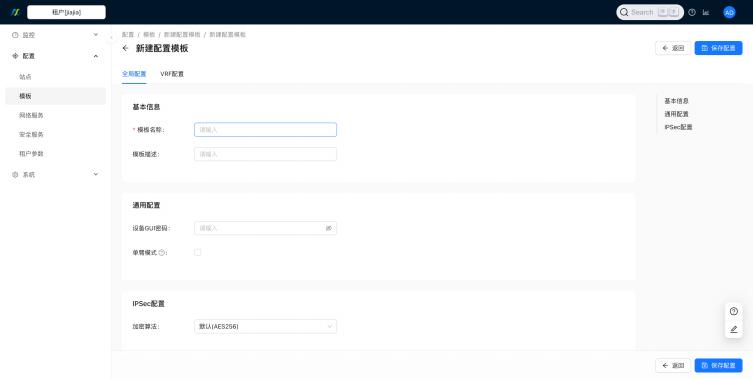 租户[jiajia]
Search
AD
监控
配置
站点
模板
网络服务
安全服务
租户参数
系统
配置 / 模板 / 新建配置模板 / 新建配置模板
新建配置模板
返回
保存配置
全局配置 VRF配置
基本信息
* 模板名称:
请输入
模板描述:
请输入
通用配置
设备GUI密码:
请输入
单臂模式 :
IPSec配置
加密算法:
默认(AES256)
基本信息
通用配置
IPSec配置
返回
保存配置